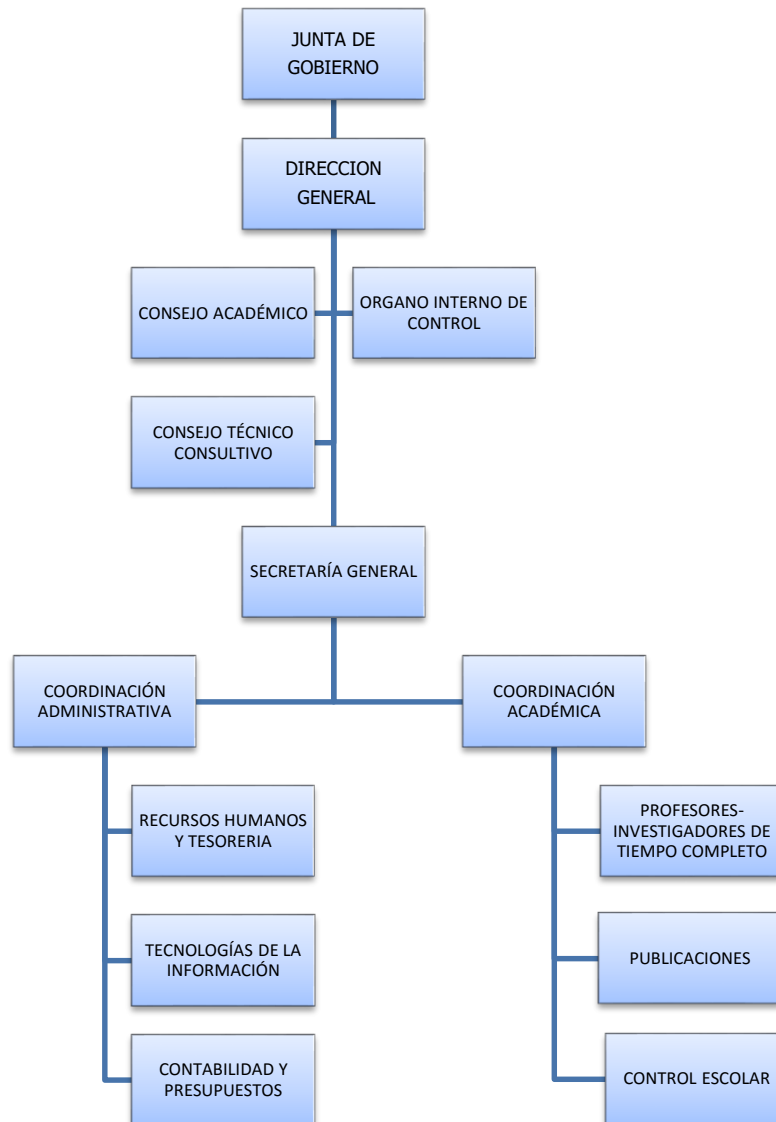 JUNTA DE
GOBIERNO
DIRECCION
GENERAL
CONSEJO ACADÉMICO
ORGANO INTERNO DE
CONTROL
CONSEJO TÉCNICO
CONSULTIVO
SECRETARÍA GENERAL
COORDINACIÓN
ADMINISTRATIVA
COORDINACIÓN
ACADÉMICA
RECURSOS HUMANOS
Y TESORERIA
PROFESORES-
INVESTIGADORES DE
TIEMPO COMPLETO
TECNOLOGÍAS DE LA
INFORMACIÓN
PUBLICACIONES
CONTABILIDAD Y
PRESUPUESTOS
CONTROL ESCOLAR